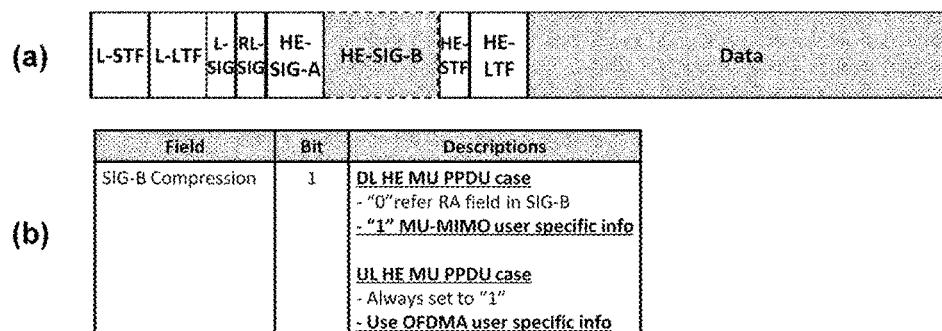 (a)
L-STF L-LTF L-SIG RL-SIG HE-SIG-A HE-SIG-B HE-STF HE-LTF Data
(b)
Field Bit Descriptions
SIG-B Compression 1 DL HE MU PPDU case
- "0"refer RA field in SIG-B
- "1" MU-MIMO user specific info
UL HE MU PPDU case
- Always set to "1"
- Use OFDMA user specific info